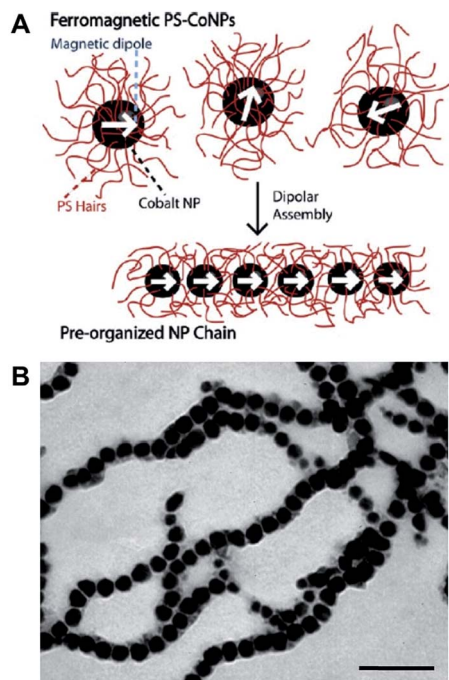 A
Ferromagnetic PS-CoNPs
Magnetic dipole
PS Hairs
Cobalt NP
Dipolar
Assembly
Pre-organized NP Chain
B